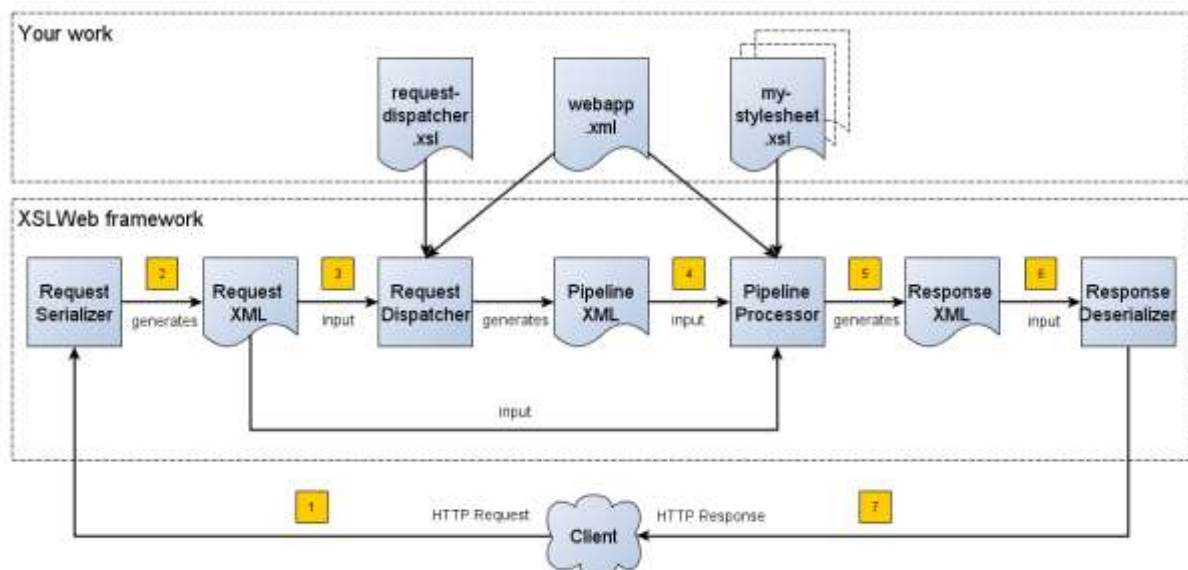 Your work
request-
dispatcher
.xsl
webapp
.xml
my-
stylesheet
.xsl
XSLWeb framework
Request
Serializer
2
generates
Request
XML
3
input
Request
Dispatcher
generates
Pipeline
XML
4
input
Pipeline
Processor
5
generates
Response
XML
6
input
Response
Deserializer
input
1
HTTP Request
Client
HTTP Response
7